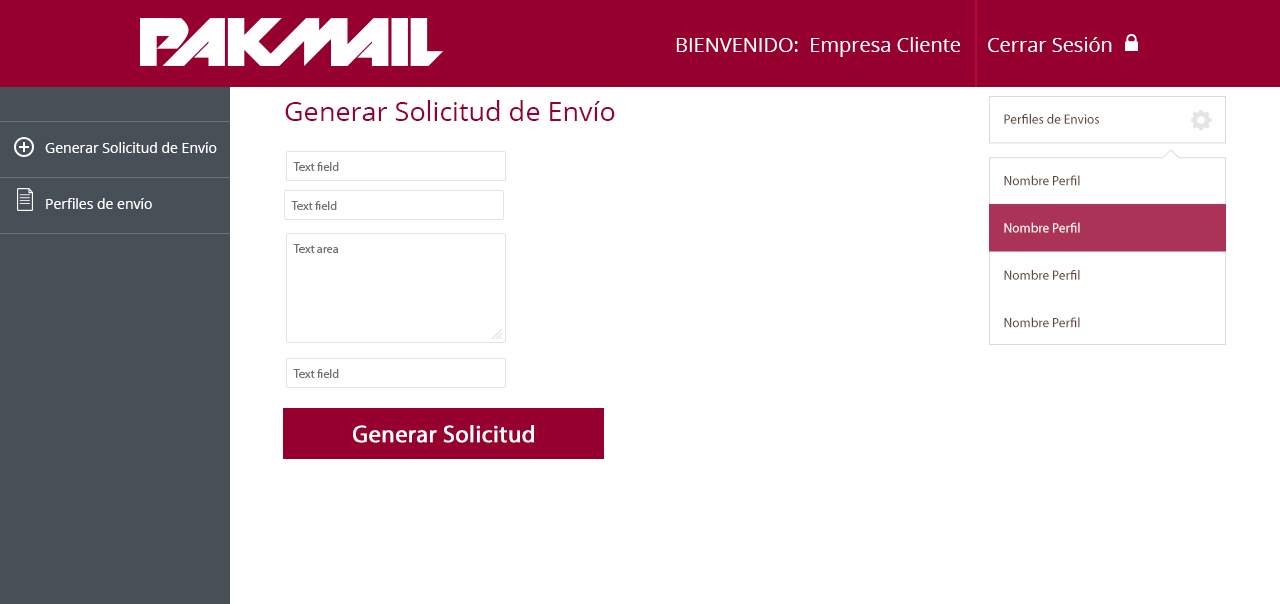 PAKMAIL
BIENVENIDO: Empresa Cliente
Cerrar Sesión
Generar Solicitud de Envío
Perfiles de envío
Generar Solicitud de Envío
Text field
Text field
Text area
Text field
Generar Solicitud
Perfiles de Envios
Nombre Perfil
Nombre Perfil
Nombre Perfil
Nombre Perfil